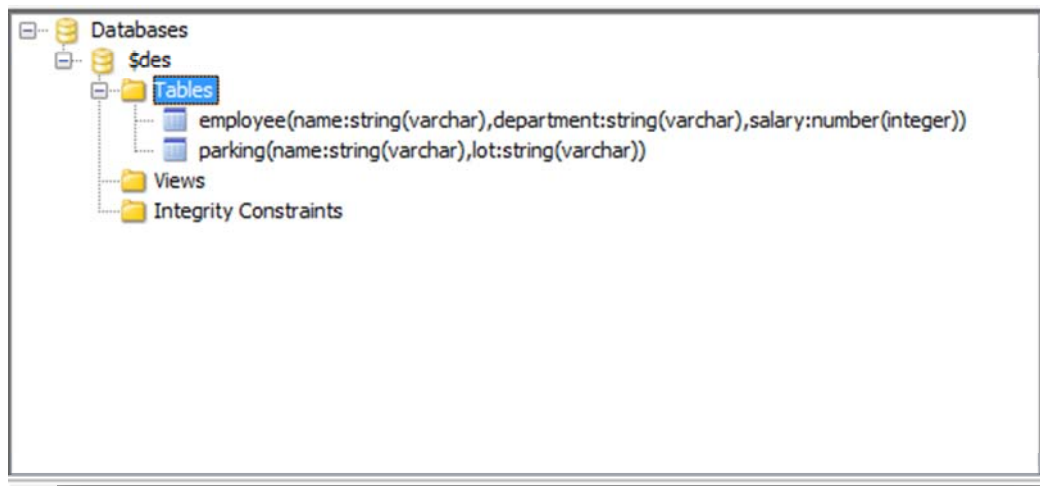 Databases
$des
Tables
employee(name:string(varchar),department:string(varchar),salary:number(integer))
parking(name:string(varchar),lot:string(varchar))
Views
Integrity Constraints